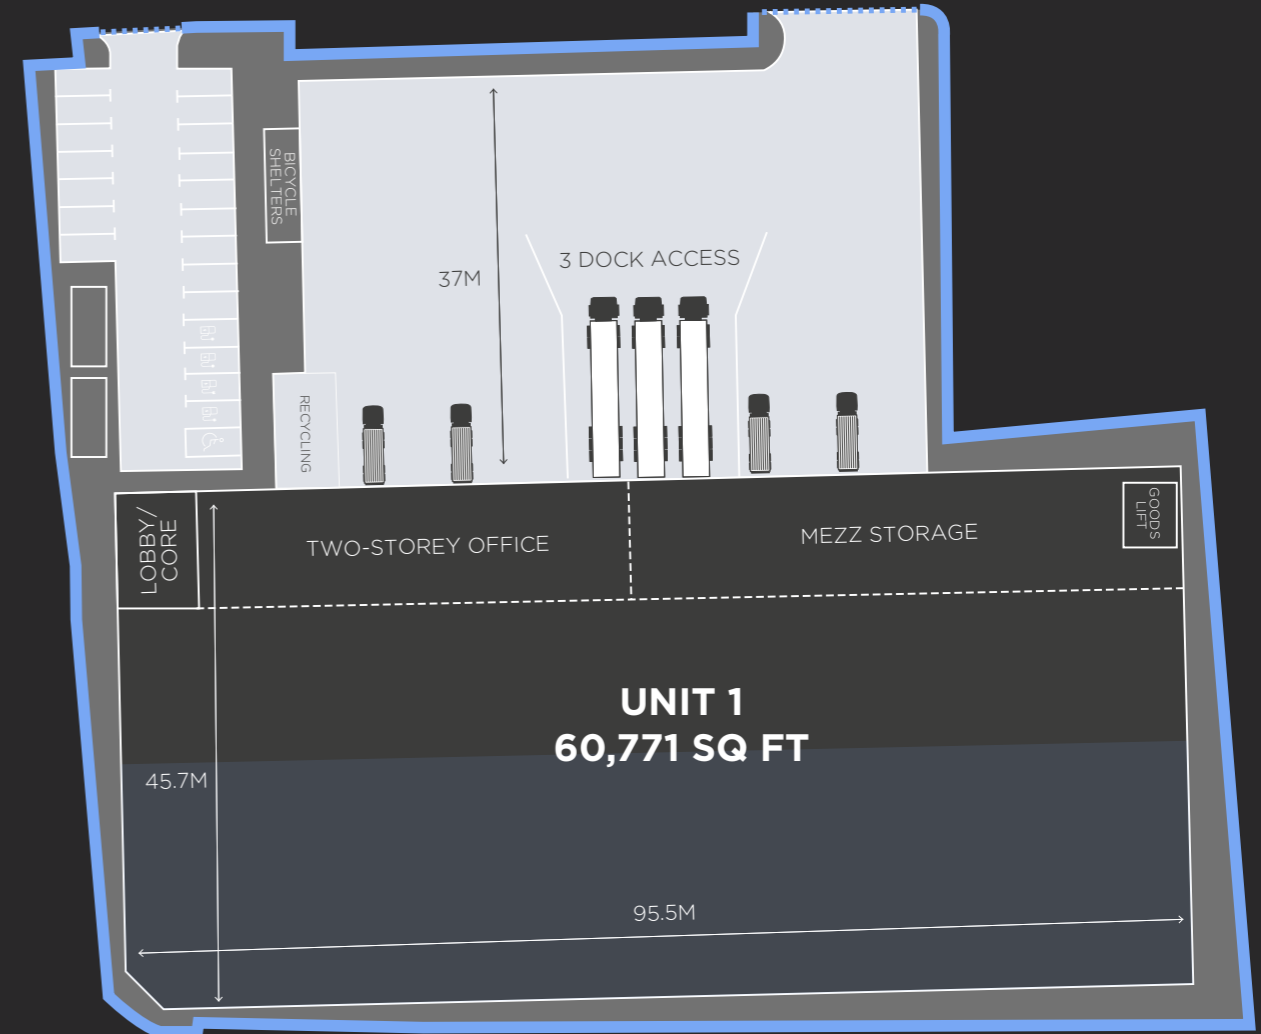 BICYCLE
SHELTERS
3 DOCK ACCESS
37M
RECYCLING
LOBBY/
CORE
TWO-STOREY OFFICE
MEZZ STORAGE
GOODS
LIFT
UNIT 1
60,771 SQ FT
45.7M
95.5M